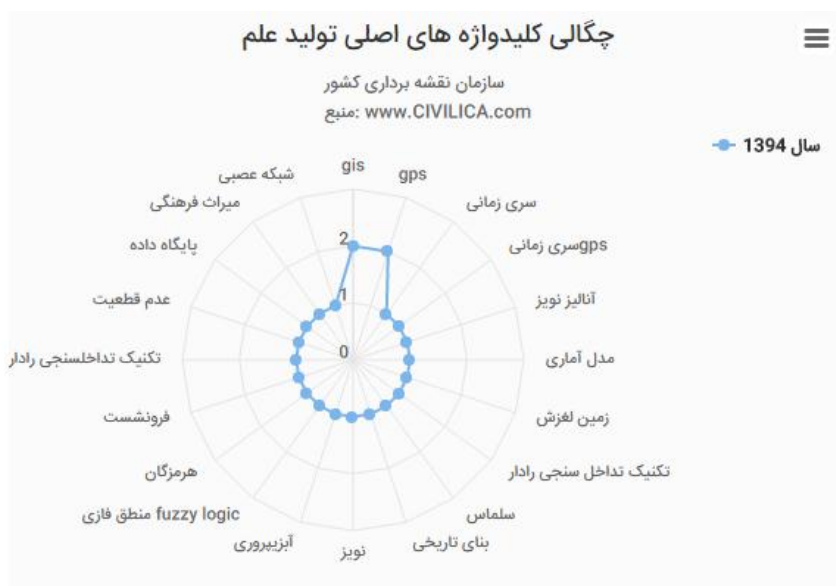 چگالی کلیدواژه های اصلی تولید علم
سازمان نقشه برداری کشور
منبع: www.CIVILICA.com
سال 1394
gis
gps
سری زمانی
gpsسری زمانی
آنالیز نویز
مدل آماری
زمین لغزش
تکنیک تداخل سنجی رادار
سلماس
بنای تاریخی
نویز
آبزیپروری
منطق فازی fuzzy logic
هرمزگان
فرونشست
تکنیک تداخلسنجی رادار
عدم قطعیت
پایگاه داده
میراث فرهنگی
شبکه عصبی
2
1
0